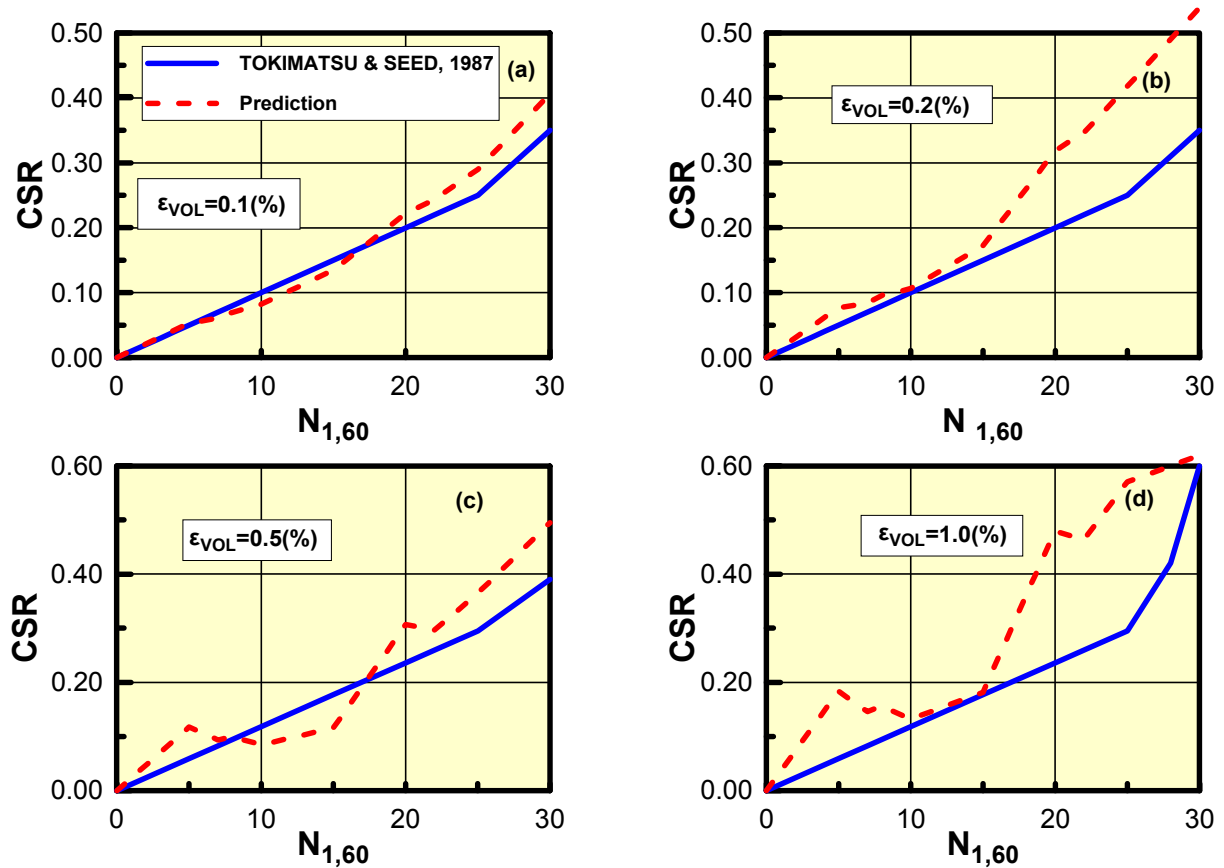 0.50
0.40
0.30
0.20
0.10
0.00
CSR
TOKIMATSU & SEED, 1987
Prediction
(a)
εVOL=0.1(%)
0 10 20 30
N1,60
0.50
0.40
0.30
0.20
0.10
0.00
CSR
(b)
εVOL=0.2(%)
0 10 20 30
N 1,60
0.60
0.40
0.20
0.00
CSR
(c)
εVOL=0.5(%)
0 10 20 30
N1,60
0.60
0.40
0.20
0.00
CSR
(d)
εVOL=1.0(%)
0 10 20 30
N1,60